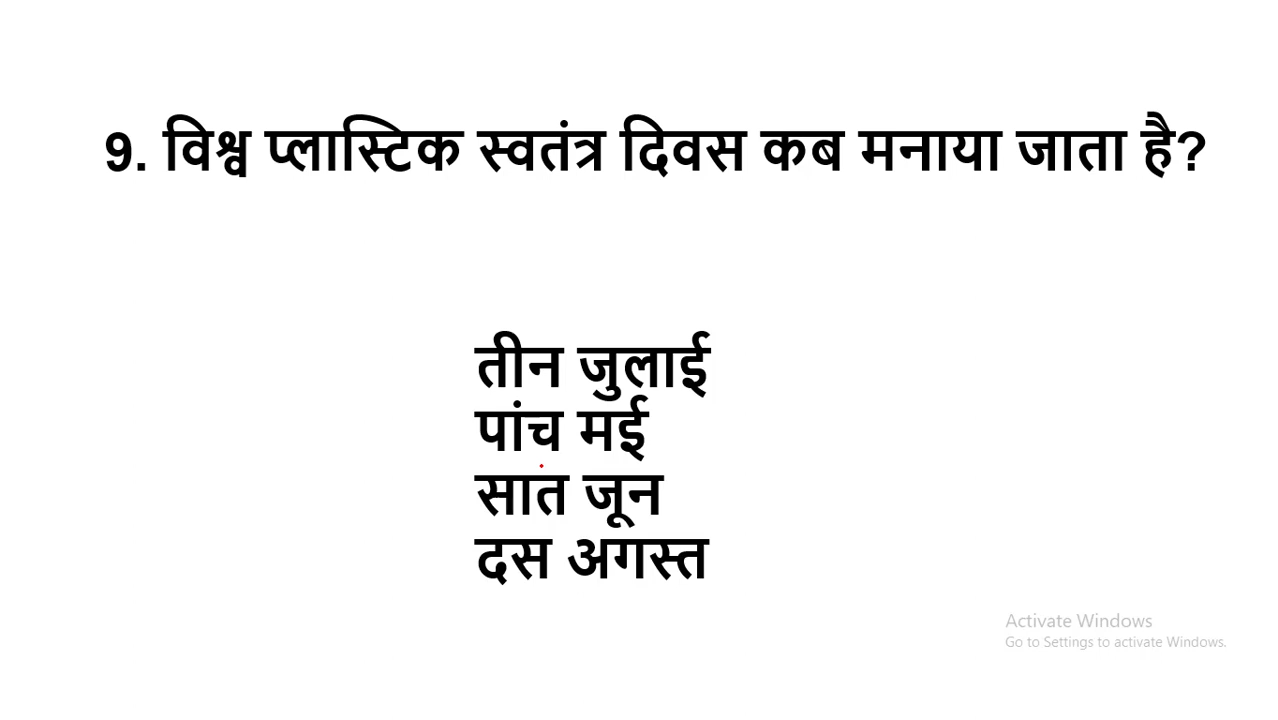 9. विश्व प्लास्टिक स्वतंत्र दिवस कब मनाया जाता है?
तीन जुलाई
पांच मई
सात जून
दस अगस्त
Activate Windows
Go to Settings to activate Windows.